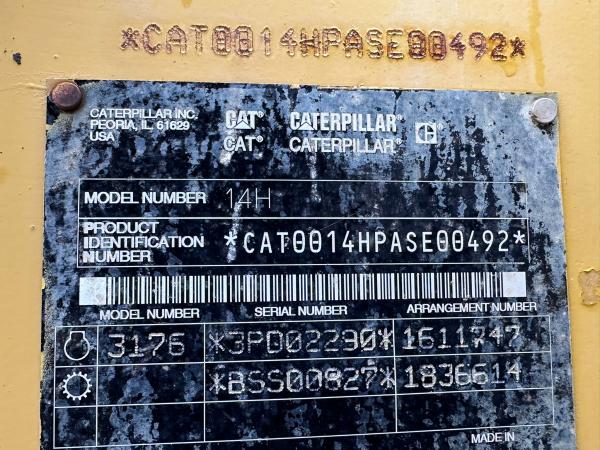 *CAT0014HPASE00492*
CATERPILLAR INC.
PEORIA, IL, 61629
USA
CAT® CATERPILLAR®
CAT® CATERPILLAR®
MODEL NUMBER 14H
PRODUCT IDENTIFICATION NUMBER *CAT0014HPASE00492*
MODEL NUMBER SERIAL NUMBER ARRANGEMENT NUMBER
3176 *3PD02290* 1611747
*8SS00827* 1836614
MADE IN